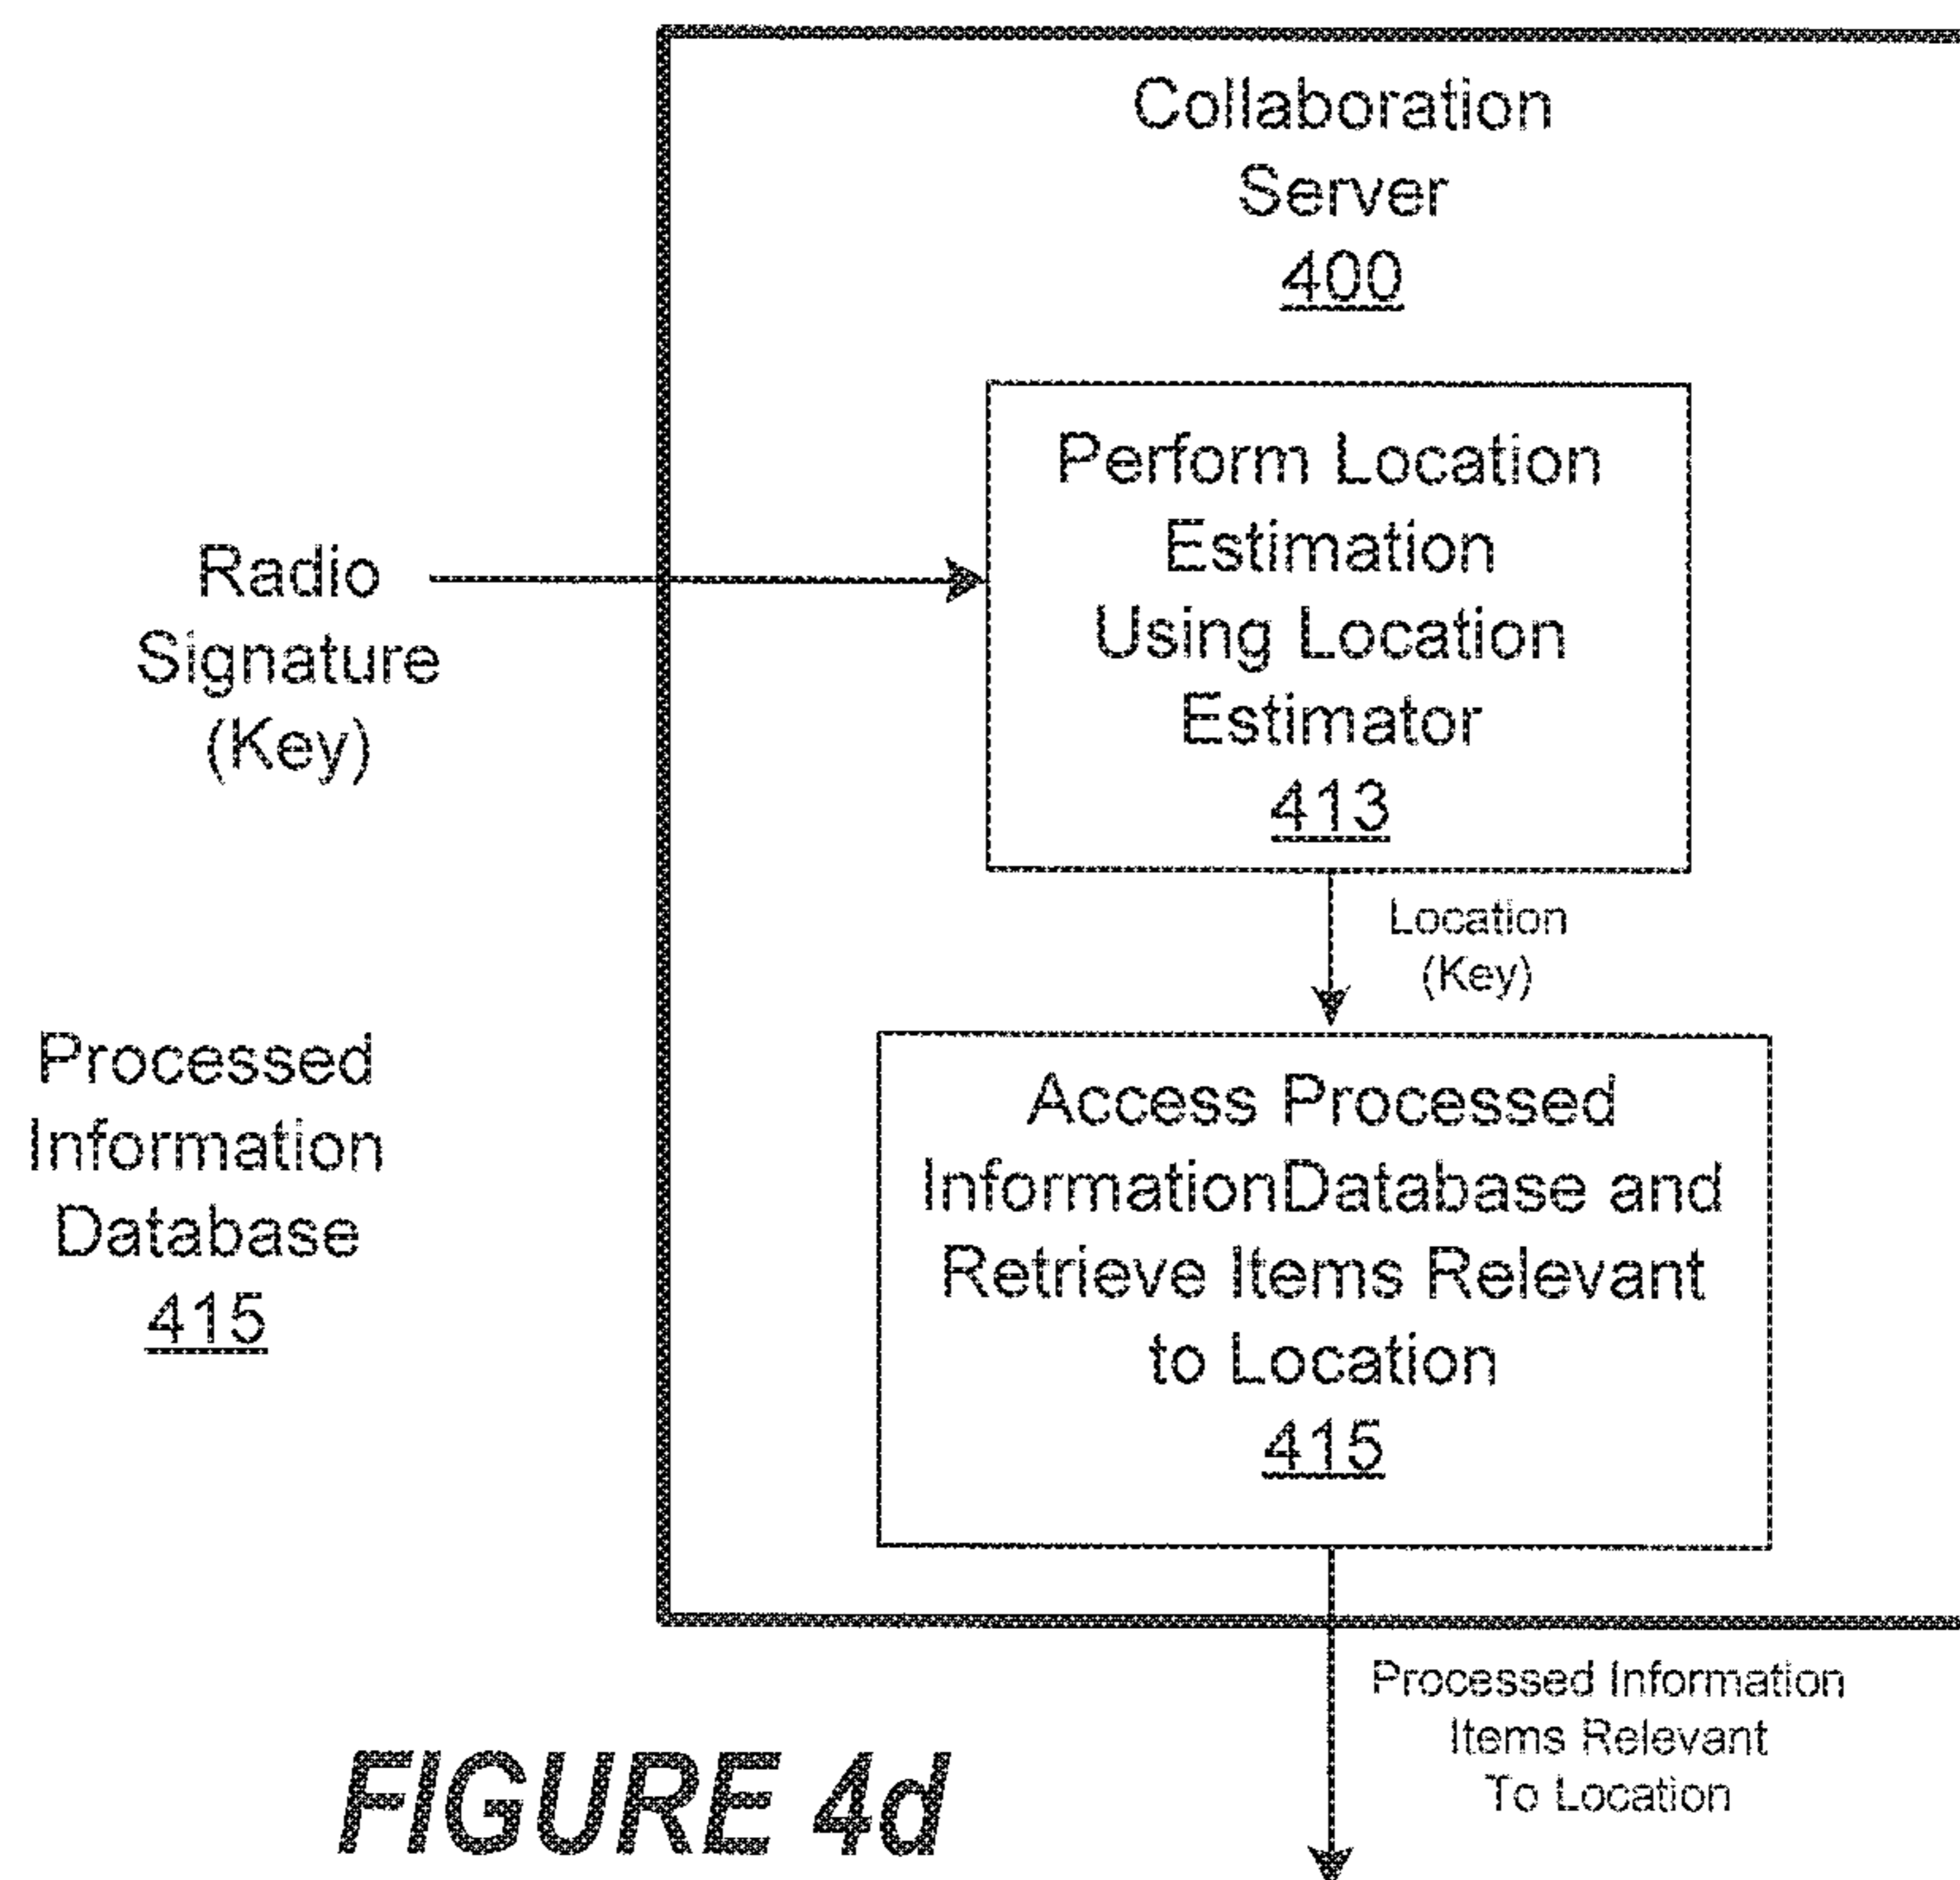 Collaboration
Server
400
Perform Location
Estimation
Using Location
Estimator
413
Radio
Signature
(Key)
Location
(Key)
Processed
Information
Database
415
Access Processed
InformationDatabase and
Retrieve Items Relevant
to Location
415
Processed Information
Items Relevant
To Location
FIGURE 4d